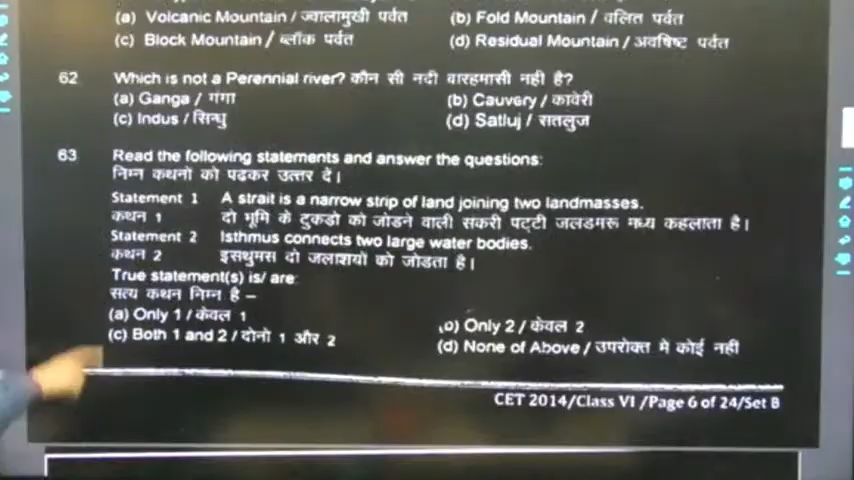 (a) Volcanic Mountain / ज्वालामुखी पर्वत (b) Fold Mountain / वलित पर्वत
(c) Block Mountain / ब्लॉक पर्वत (d) Residual Mountain / अवषिष्ट पर्वत
62 Which is not a Perennial river? कौन सी नदी बारहमासी नही है?
(a) Ganga / गंगा (b) Cauvery / कावेरी
(c) Indus / सिन्धु (d) Satluj / सतलुज
63 Read the following statements and answer the questions:
निम्न कथनों को पढकर उत्तर दें।
Statement 1 A strait is a narrow strip of land joining two landmasses.
कथन 1 दो भूमि के टुकडो को जोडने वाली संकरी पट्टी जलडमरू मध्य कहलाता है।
Statement 2 Isthmus connects two large water bodies.
कथन 2 इसथुमस दो जलाशयों को जोडता है।
True statement(s) is/ are:
सत्य कथन निम्न है –
(a) Only 1 / केवल 1 (b) Only 2 / केवल 2
(c) Both 1 and 2 / दोनो 1 और 2 (d) None of Above / उपरोक्त मे कोई नहीं
CET 2014/Class VI /Page 6 of 24/Set B